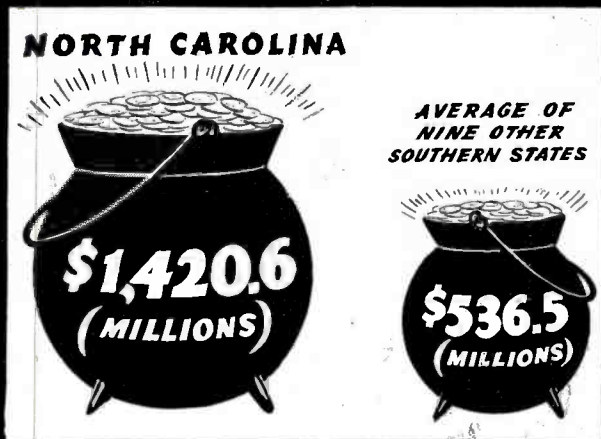 NORTH CAROLINA
$1,420.6
(MILLIONS)
AVERAGE OF
NINE OTHER
SOUTHERN STATES
$536.5
(MILLIONS)